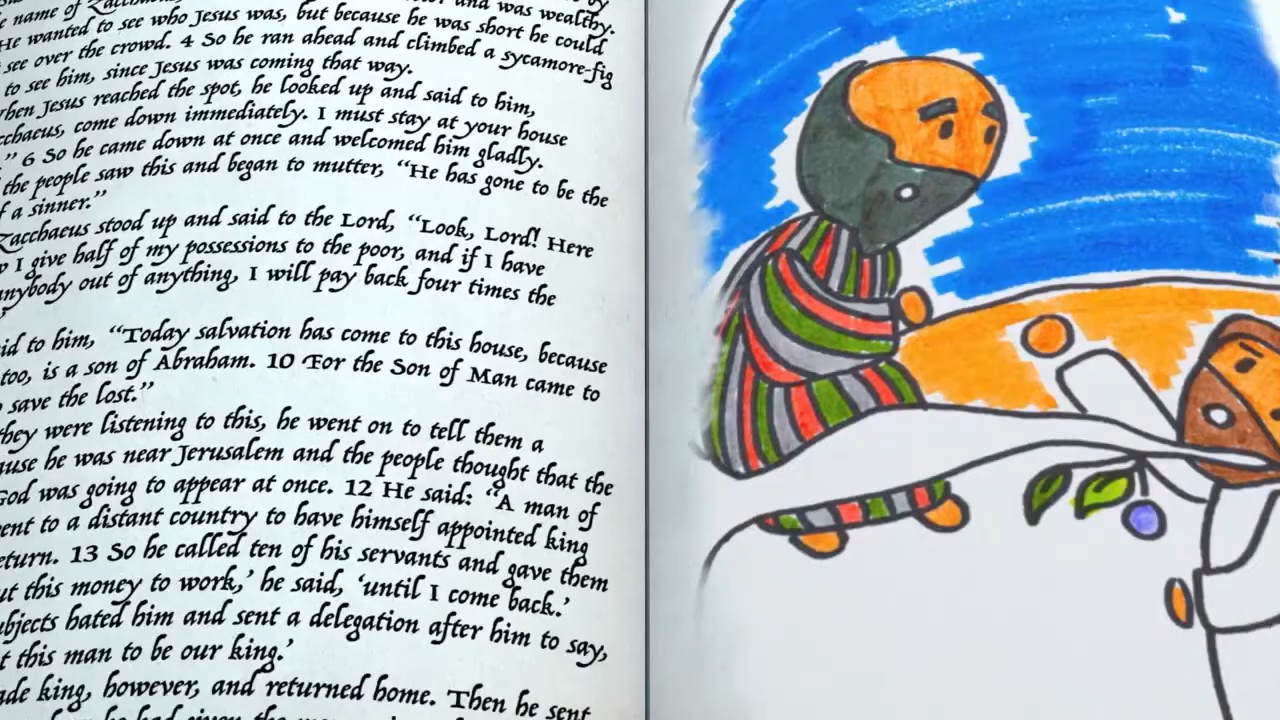 e name of Zacchaeus and was wealthy.
He wanted to see who Jesus was, but because he was short he could
see over the crowd. 4 So he ran ahead and climbed a sycamore-fig
to see him, since Jesus was coming that way.
when Jesus reached the spot, he looked up and said to him,
cchaeus, come down immediately. I must stay at your house
” 6 So he came down at once and welcomed him gladly.
the people saw this and began to mutter, “He has gone to be the
f a sinner.”
Zacchaeus stood up and said to the Lord, “Look, Lord! Here
I give half of my possessions to the poor, and if I have
anybody out of anything, I will pay back four times the
id to him, “Today salvation has come to this house, because
too, is a son of Abraham. 10 For the Son of Man came to
save the lost.”
they were listening to this, he went on to tell them a
ause he was near Jerusalem and the people thought that the
God was going to appear at once. 12 He said: “A man of
ent to a distant country to have himself appointed king
eturn. 13 So he called ten of his servants and gave them
ut this money to work,’ he said, ‘until I come back.’
ubjects hated him and sent a delegation after him to say,
t this man to be our king.’
ade king, however, and returned home. Then he sent